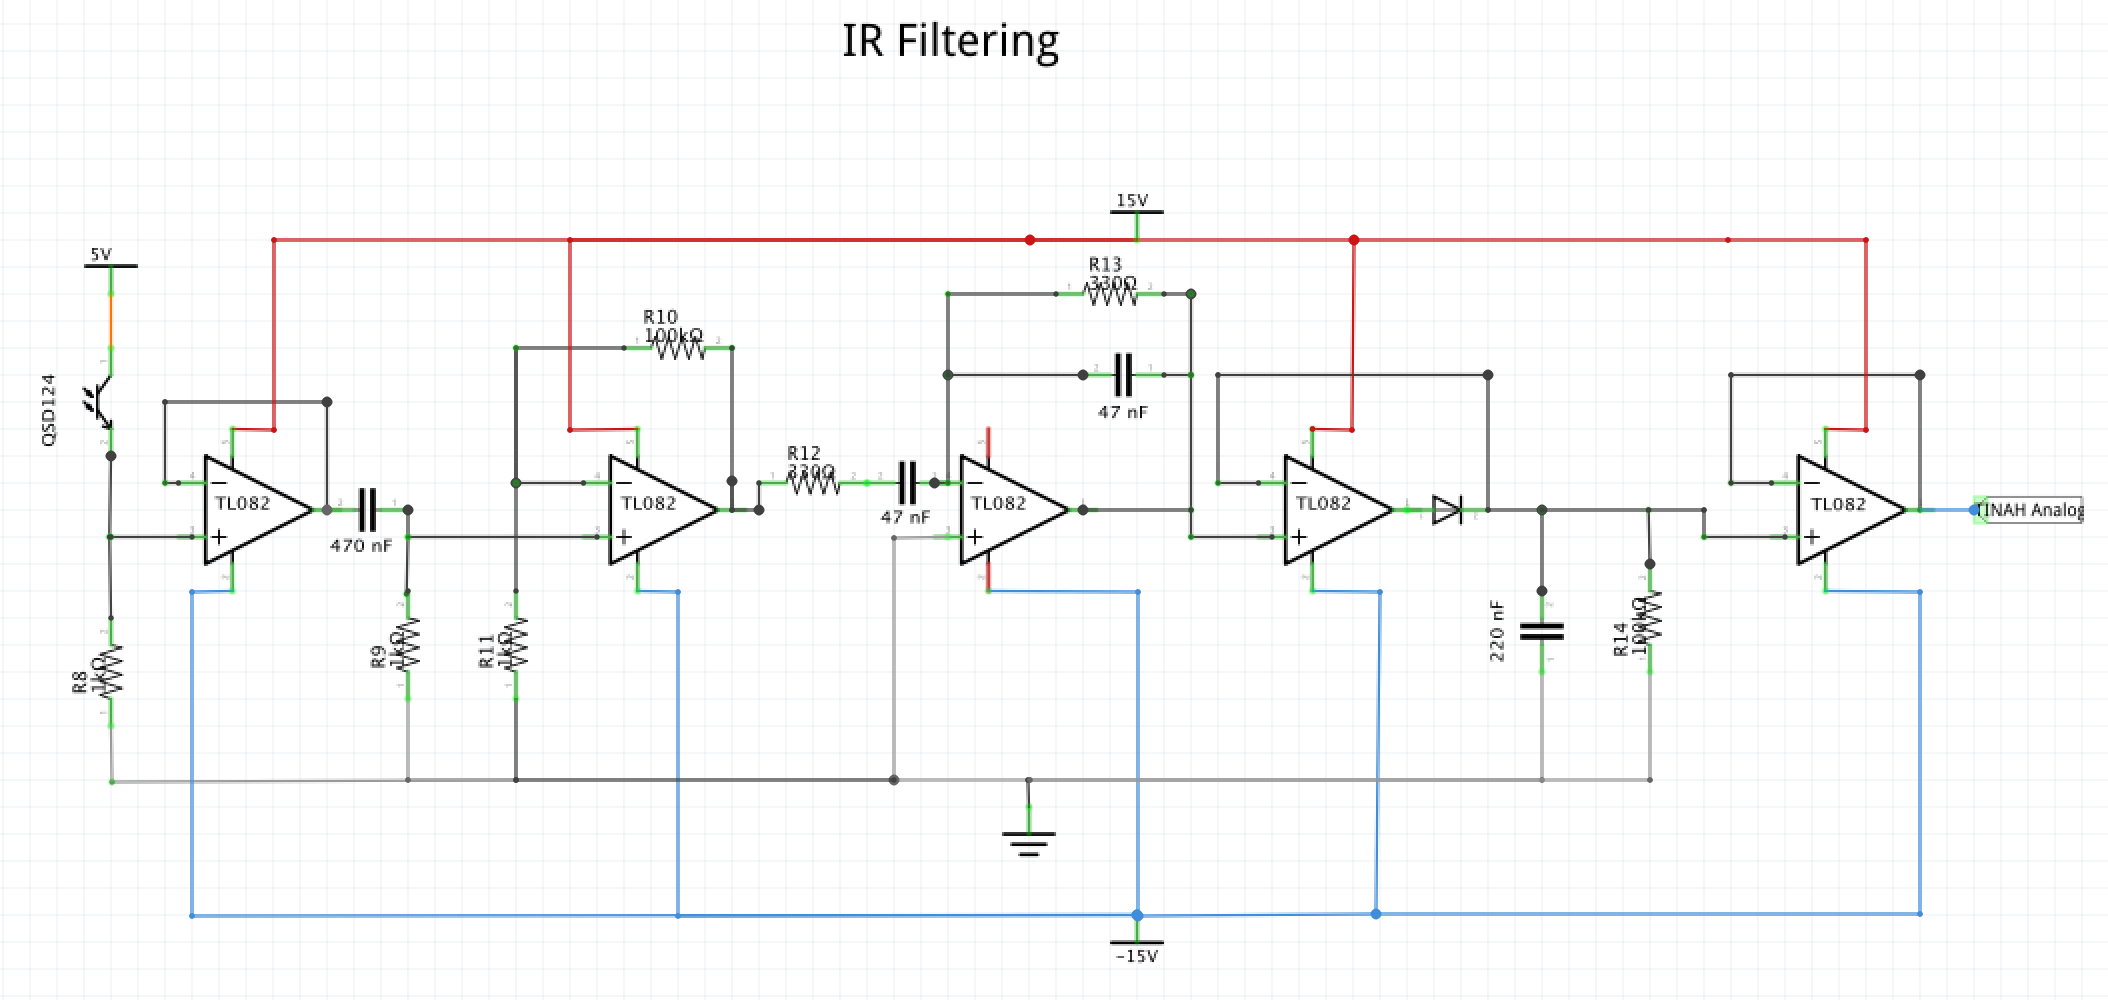 IR Filtering
15V
5V
R13
330Ω
R10
100kΩ
QSD124
47 nF
R12
330Ω
TL082
TL082
TL082
TL082
TL082
47 nF
TINAH Analog
470 nF
R8
1kΩ
R9
1kΩ
R11
1kΩ
220 nF
R14
100kΩ
-15V